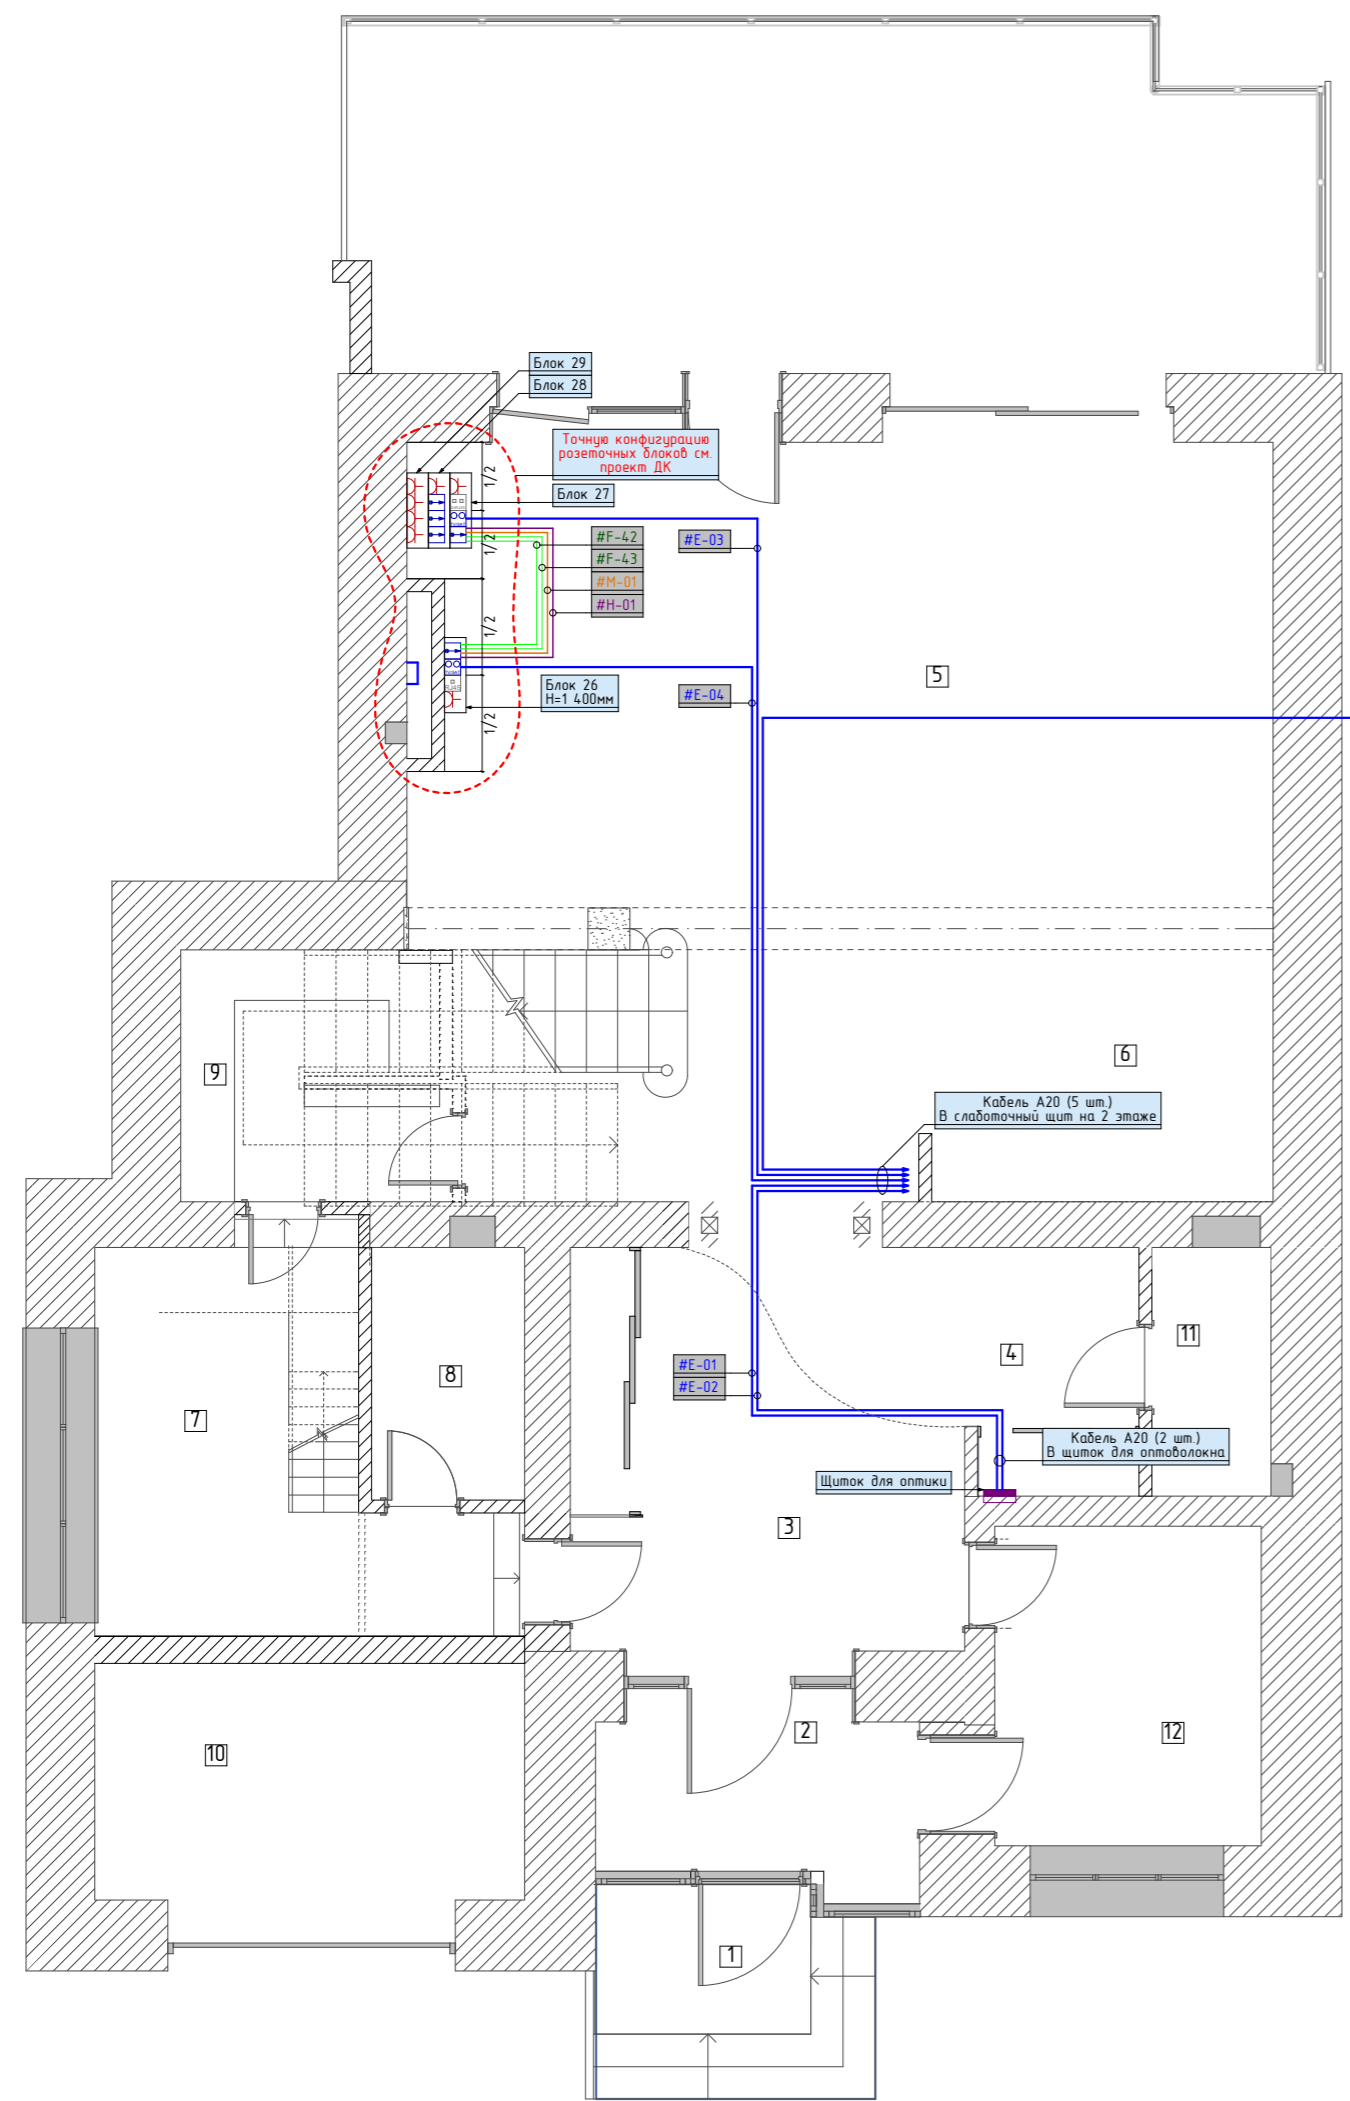 Блок 29
Блок 28
Точную конфигурацию
розеточных блоков см.
проект ДК
Блок 27
1/2
1/2
#F-42
#F-43
#M-01
#H-01
#E-03
1/2
1/2
Блок 26
H=1 400мм
#E-04
5
6
9
Кабель А20 (5 шт.)
В слаботочный щит на 2 этаже
#E-01
#E-02
4
11
8
7
Кабель А20 (2 шт.)
В щиток для оптоволокна
Щиток для оптики
3
2
12
10
1